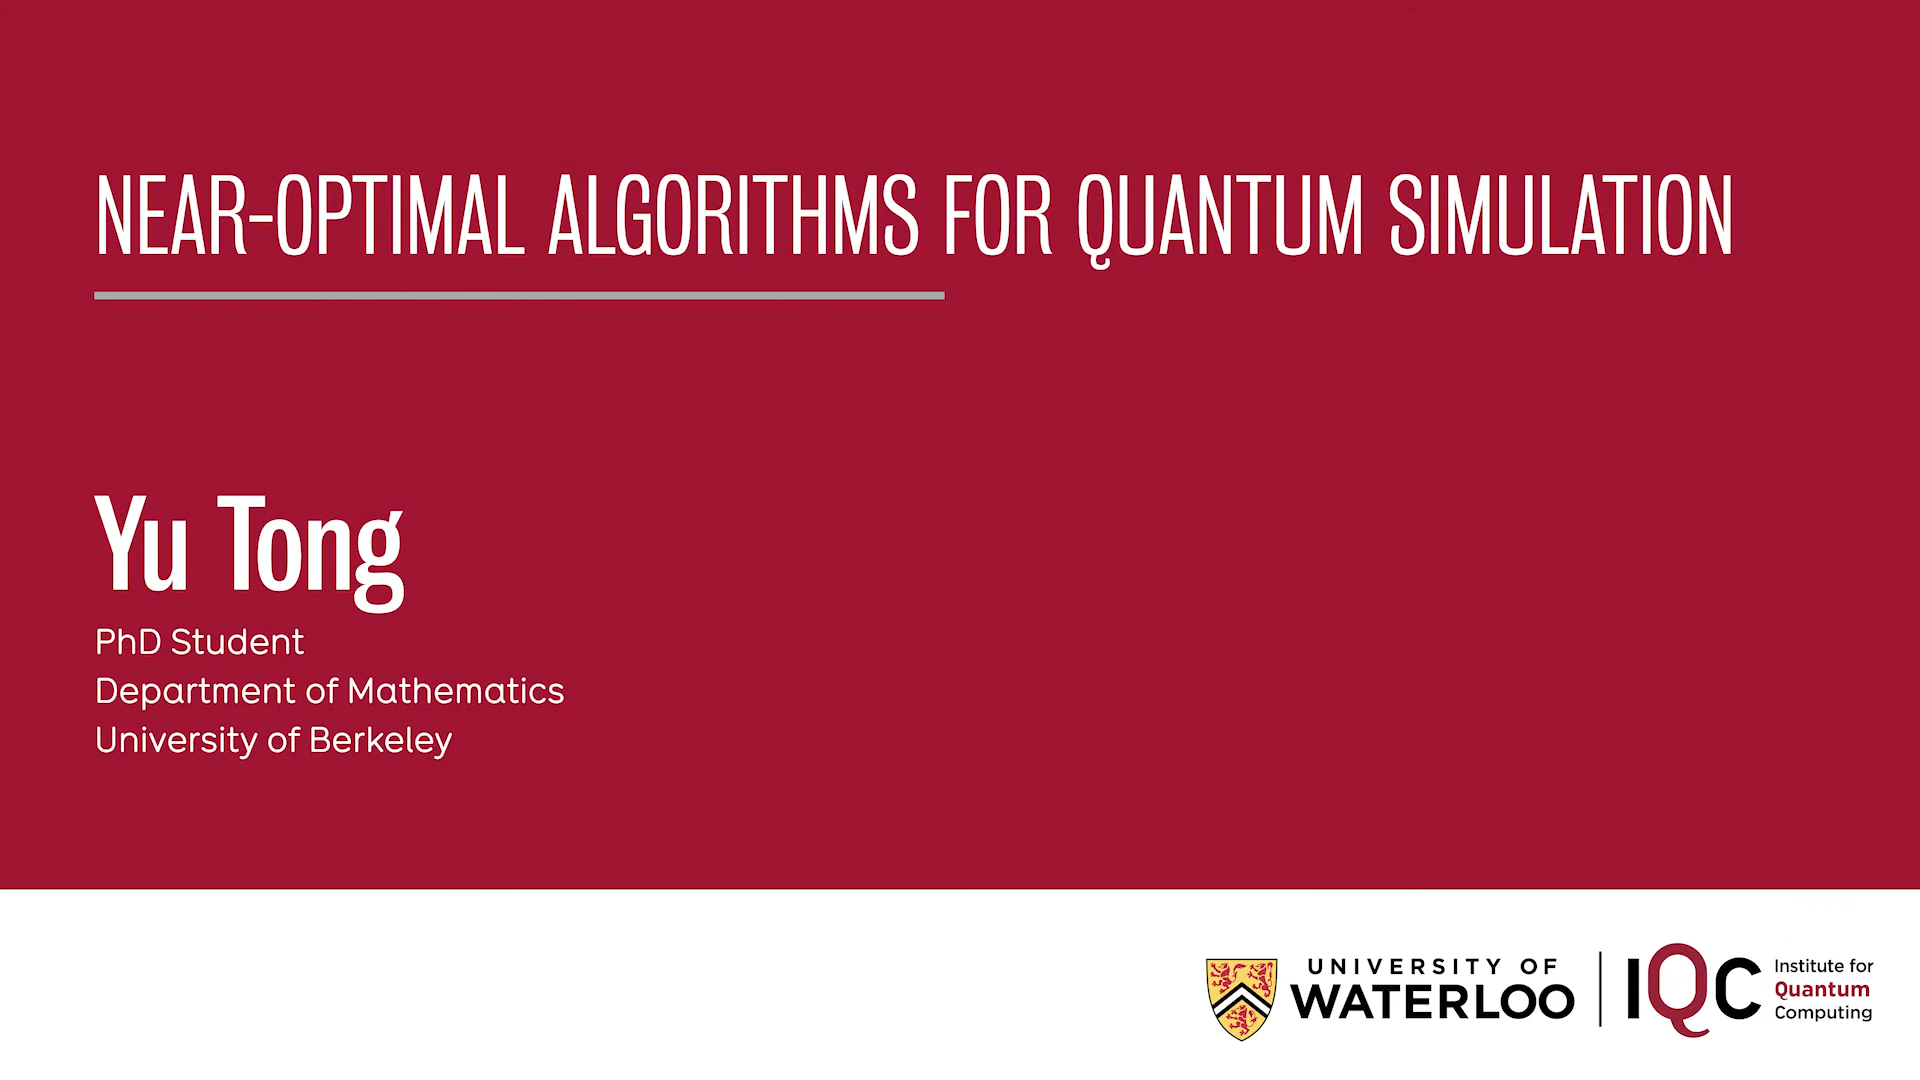 NEAR-OPTIMAL ALGORITHMS FOR QUANTUM SIMULATION
Yu Tong
PhD Student
Department of Mathematics
University of Berkeley
UNIVERSITY OF
WATERLOO
IQC
Institute for
Quantum
Computing